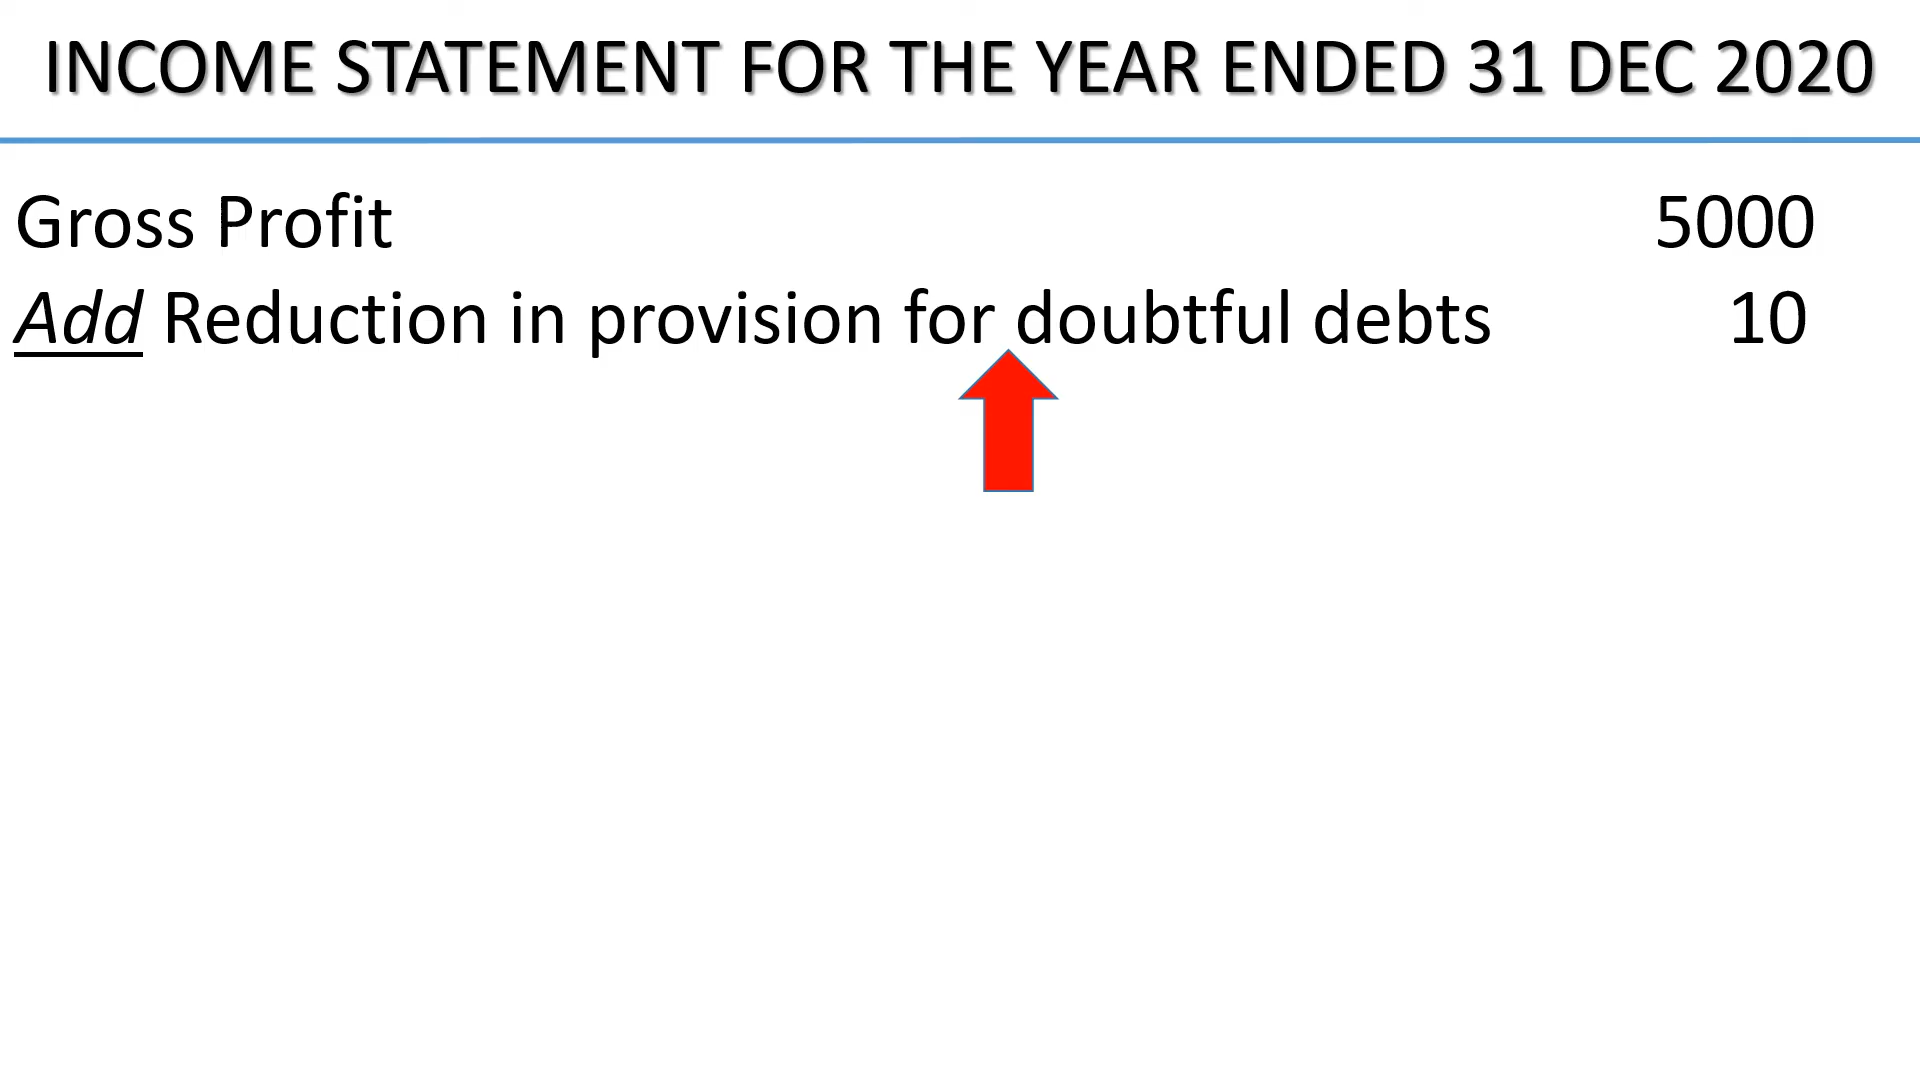 INCOME STATEMENT FOR THE YEAR ENDED 31 DEC 2020
Gross Profit 5000
Add Reduction in provision for doubtful debts 10